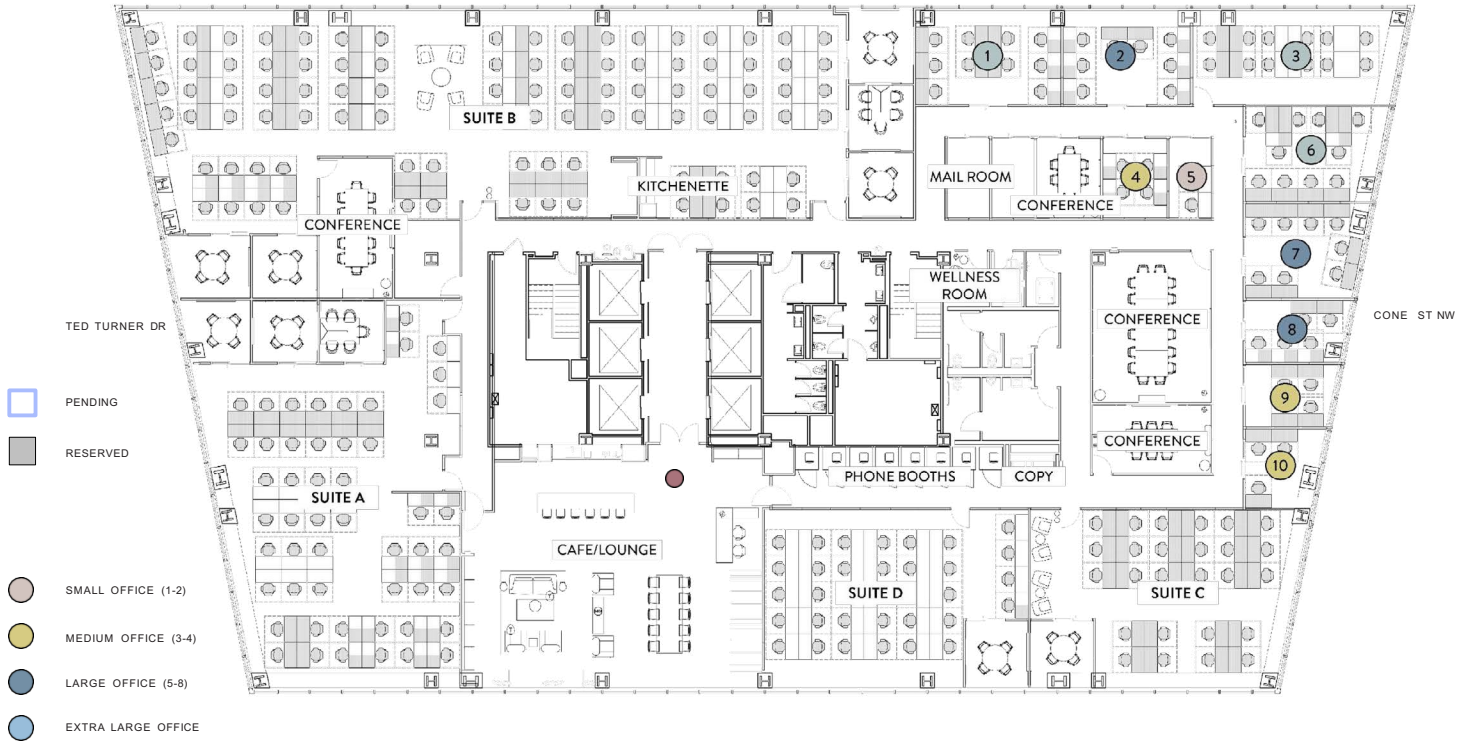 1
2
3
SUITE B
6
KITCHENETTE
MAIL ROOM
4
5
CONFERENCE
CONFERENCE
7
WELLNESS
ROOM
TED TURNER DR
CONFERENCE
CONE ST NW
8
PENDING
9
RESERVED
CONFERENCE
10
SUITE A
PHONE BOOTHS
COPY
CAFE/LOUNGE
SMALL OFFICE (1-2)
SUITE D
SUITE C
MEDIUM OFFICE (3-4)
LARGE OFFICE (5-8)
EXTRA LARGE OFFICE